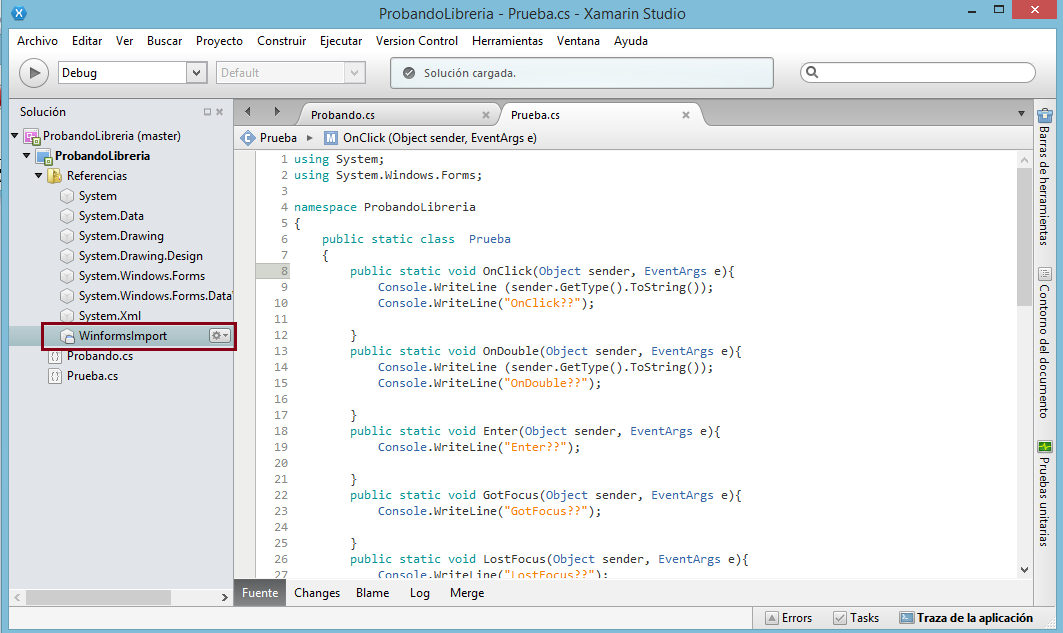 ProbandoLibreria - Prueba.cs - Xamarin Studio
Archivo Editar Ver Buscar Proyecto Construir Ejecutar Version Control Herramientas Ventana Ayuda
Debug Default Solución cargada.
Solución
ProbandoLibreria (master)
ProbandoLibreria
Referencias
System
System.Data
System.Drawing
System.Drawing.Design
System.Windows.Forms
System.Windows.Forms.Data
System.Xml
WinformsImport
Probando.cs
Prueba.cs
Probando.cs Prueba.cs
Prueba OnClick (Object sender, EventArgs e)
1 using System;
2 using System.Windows.Forms;
3
4 namespace ProbandoLibreria
5 {
6 public static class Prueba
7 {
8 public static void OnClick(Object sender, EventArgs e){
9 Console.WriteLine (sender.GetType().ToString());
10 Console.WriteLine ("OnClick??");
11
12 }
13 public static void OnDouble(Object sender, EventArgs e){
14 Console.WriteLine (sender.GetType().ToString());
15 Console.WriteLine("OnDouble??");
16
17 }
18 public static void Enter(Object sender, EventArgs e){
19 Console.WriteLine("Enter??");
20
21 }
22 public static void GotFocus(Object sender, EventArgs e){
23 Console.WriteLine("GotFocus??");
24
25 }
26 public static void LostFocus(Object sender, EventArgs e){
27 Console.WriteLine("LostFocus??");
Barras de herramientas
Contorno del documento
Pruebas unitarias
Fuente Changes Blame Log Merge
Errors Tasks Traza de la aplicación